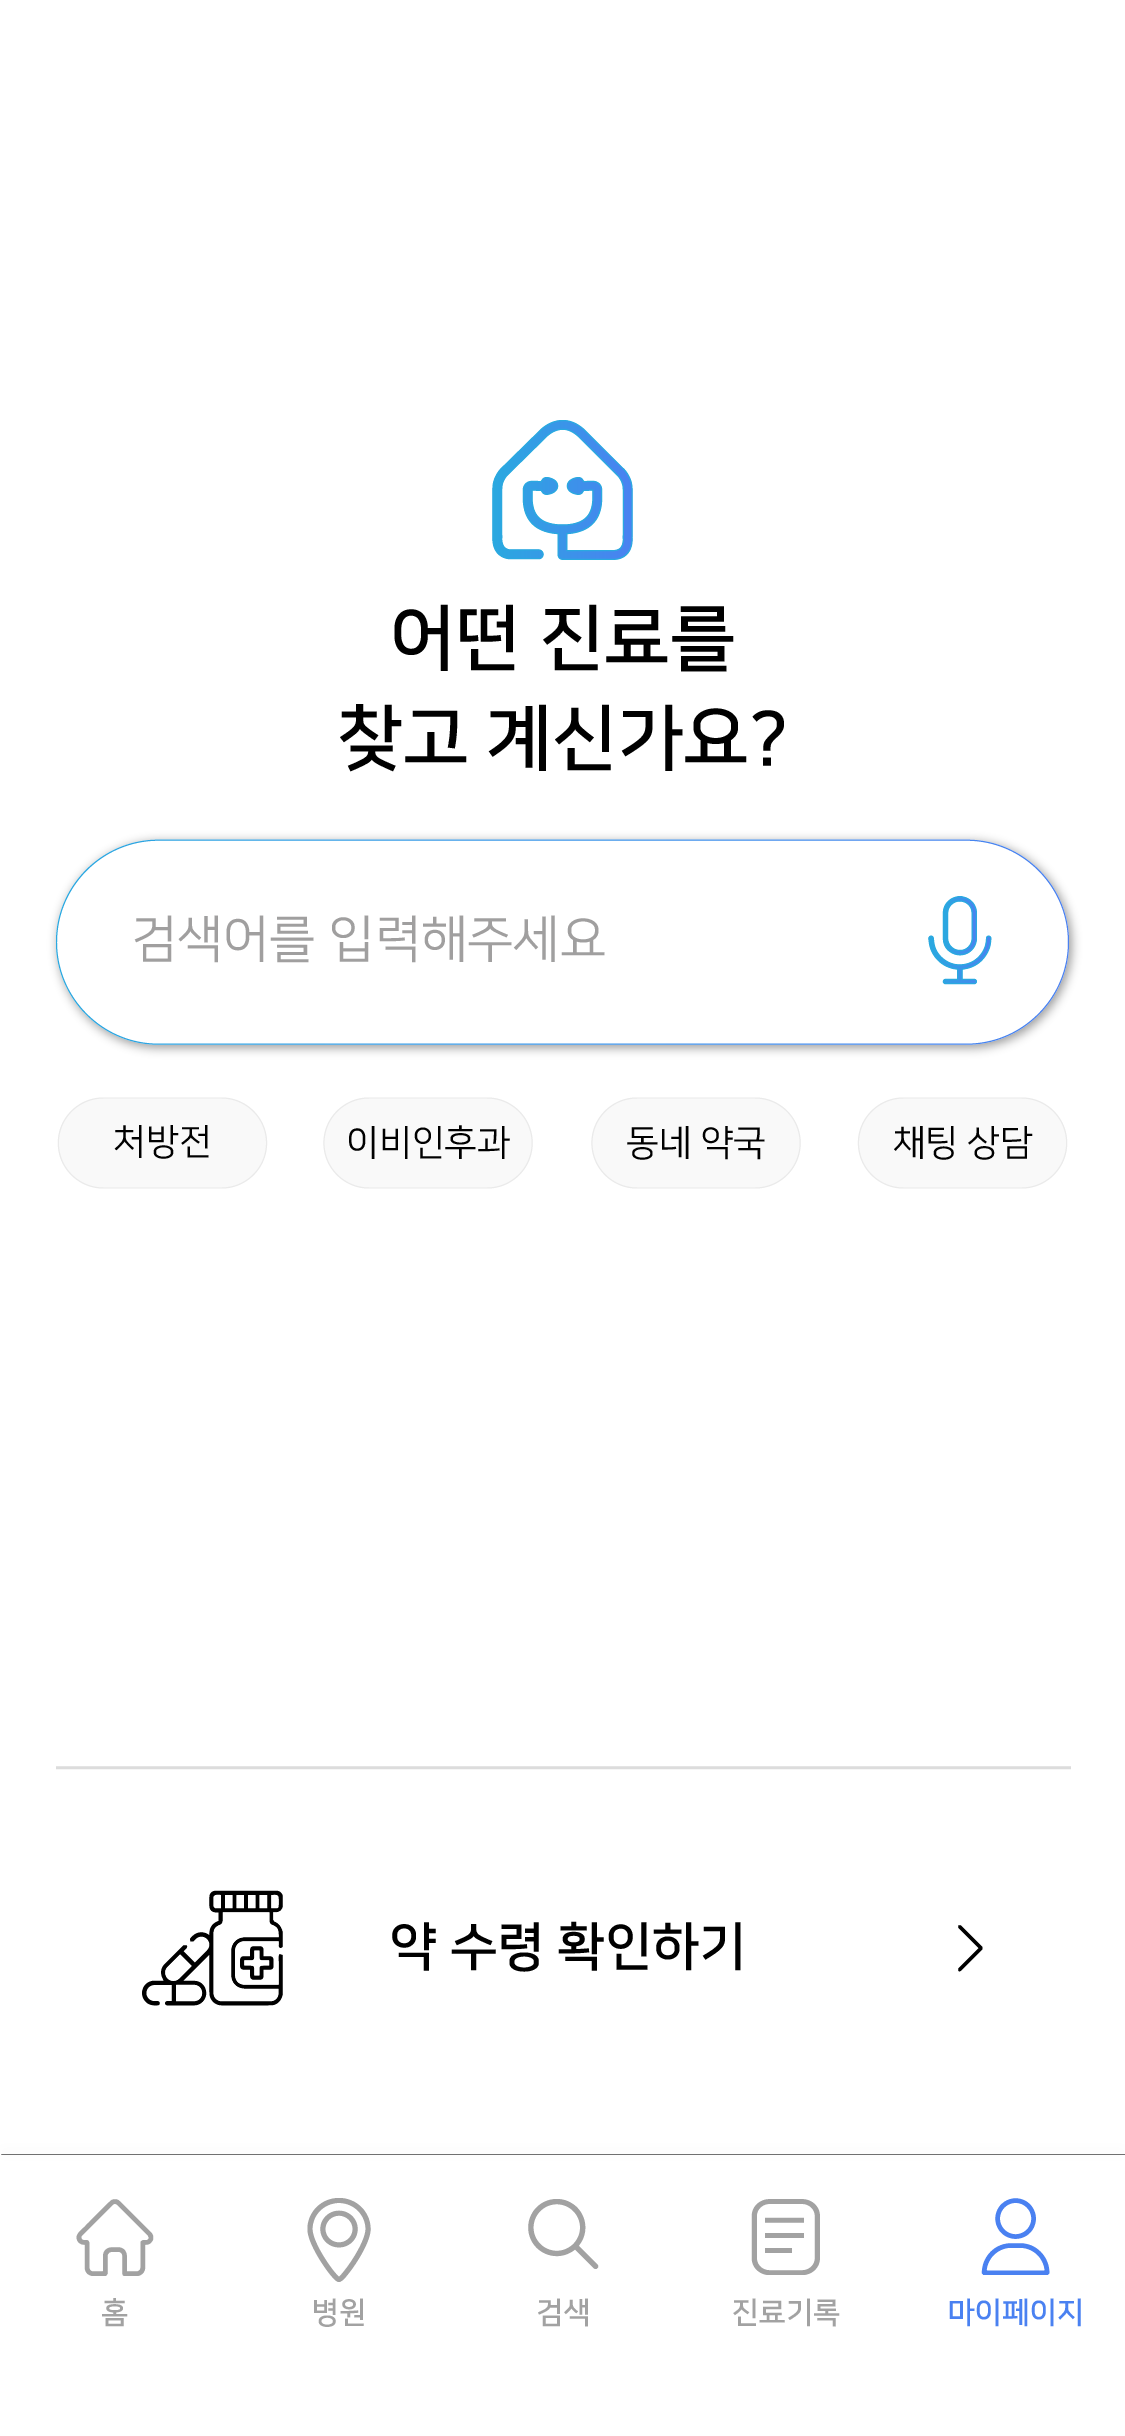 어떤 진료를
찾고 계신가요?
검색어를 입력해주세요
처방전
이비인후과
동네 약국
채팅 상담
약 수령 확인하기
홈
병원
검색
진료기록
마이페이지